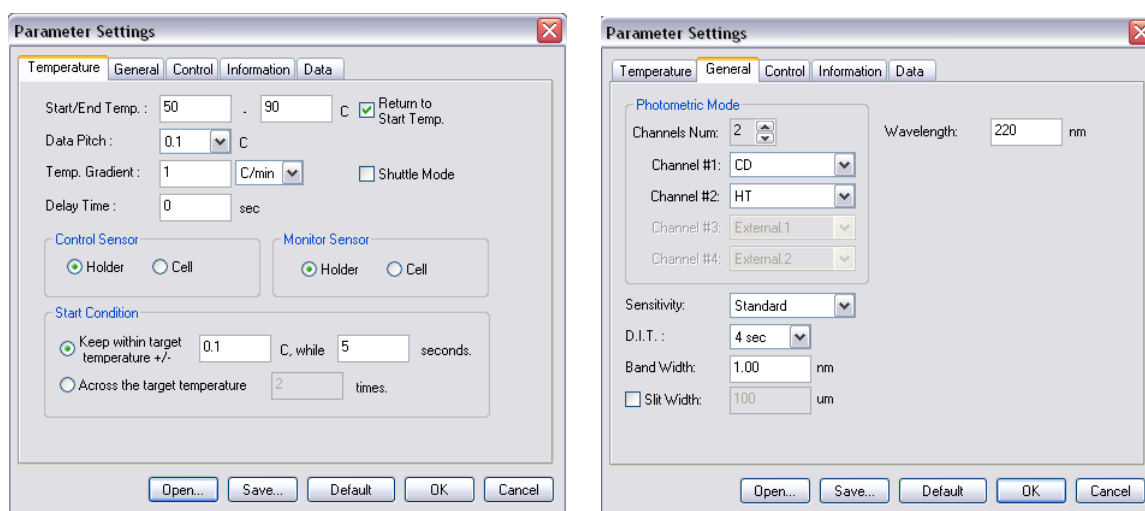 Parameter Settings
Temperature General Control Information Data
Start/End Temp. : 50 - 90 C Return to
Start Temp.
Data Pitch : 0.1 C
Temp. Gradient : 1 C/min Shuttle Mode
Delay Time : 0 sec
Control Sensor Monitor Sensor
Holder Cell Holder Cell
Start Condition
Keep within target
temperature +/- 0.1 C, while 5 seconds.
Across the target temperature 2 times.
Open... Save... Default OK Cancel
Parameter Settings
Temperature General Control Information Data
Photometric Mode
Channels Num: 2 Wavelength: 220 nm
Channel #1: CD
Channel #2: HT
Channel #3: External.1
Channel #4: External.2
Sensitivity: Standard
D.I.T. : 4 sec
Band Width: 1.00 nm
Slit Width: 100 um
Open... Save... Default OK Cancel